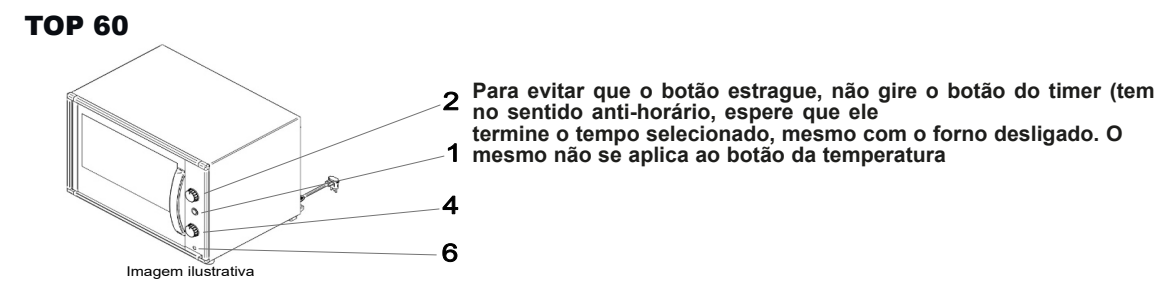 TOP 60
2
Para evitar que o botão estrague, não gire o botão do timer (tem
no sentido anti-horário, espere que ele
termine o tempo selecionado, mesmo com o forno desligado. O
1
mesmo não se aplica ao botão da temperatura
4
6
Imagem ilustrativa